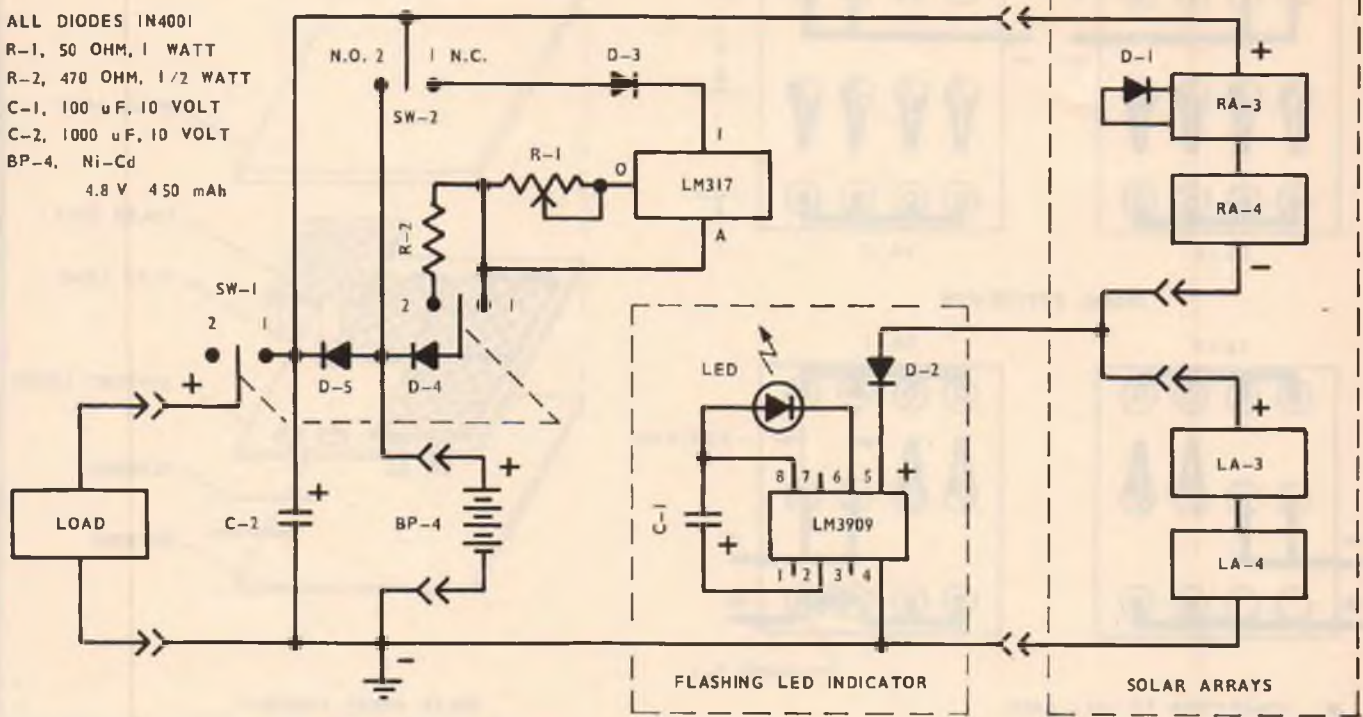 ALL DIODES IN4001
R-1, 50 OHM, 1 WATT
R-2, 470 OHM, 1/2 WATT
C-1, 100 uF, 10 VOLT
C-2, 1000 uF, 10 VOLT
BP-4, Ni-Cd
4.8 V 450 mAh
N.O. 2
1 N.C.
SW-2
D-3
I
R-1
O
LM317
A
R-2
2
1
SW-1
2
1
+
D-5
D-4
LOAD
C-2
+
BP-4
+
-
LED
D-2
C-1
+
8 7 6 5
+
LM3909
1 2 3 4
FLASHING LED INDICATOR
D-1
+
RA-3
RA-4
-
+
LA-3
LA-4
SOLAR ARRAYS